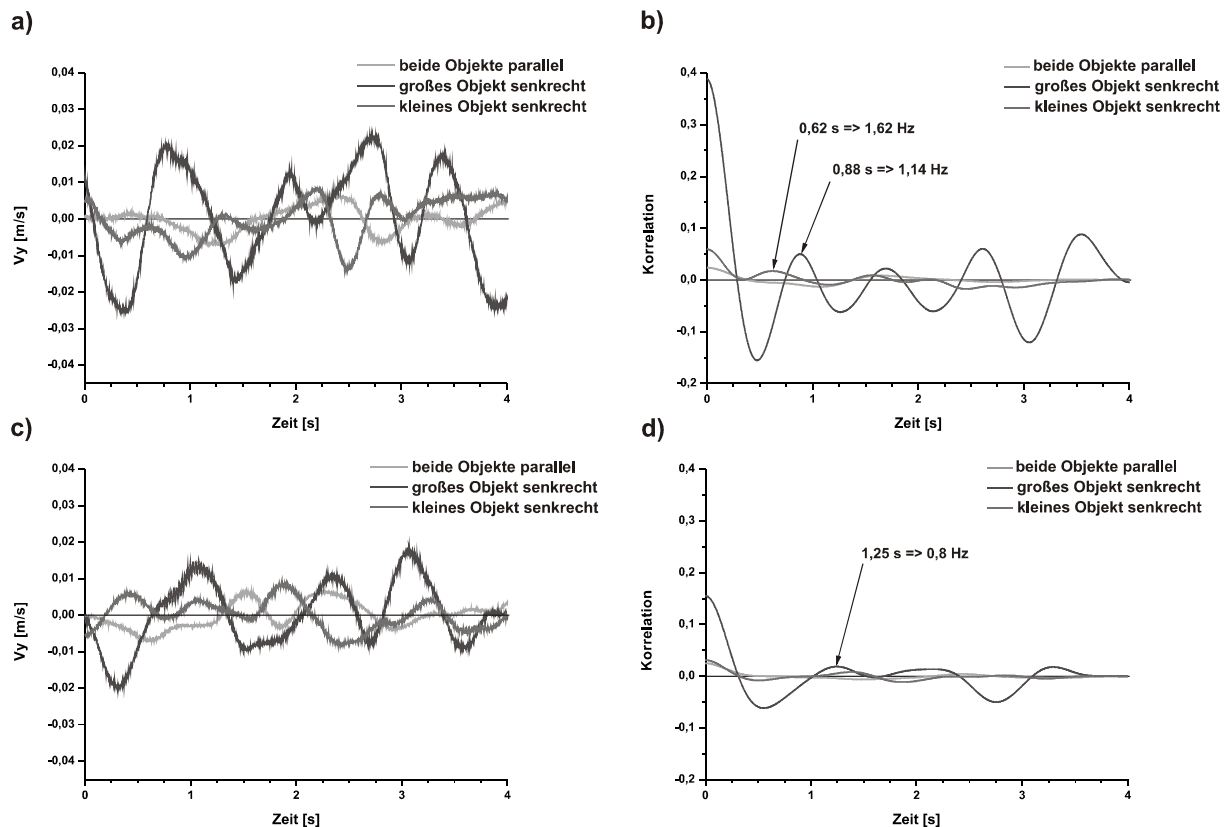 a)
beide Objekte parallel
großes Objekt senkrecht
kleines Objekt senkrecht
0,04
0,03
0,02
0,01
0,00
-0,01
-0,02
-0,03
-0,04
Vy [m/s]
0 1 2 3 4
Zeit [s]
b)
beide Objekte parallel
großes Objekt senkrecht
kleines Objekt senkrecht
0,62 s => 1,62 Hz
0,88 s => 1,14 Hz
0,4
0,3
0,2
0,1
0,0
-0,1
-0,2
Korrelation
0 1 2 3 4
Zeit [s]
c)
beide Objekte parallel
großes Objekt senkrecht
kleines Objekt senkrecht
0,04
0,03
0,02
0,01
0,00
-0,01
-0,02
-0,03
-0,04
Vy [m/s]
0 1 2 3 4
Zeit [s]
d)
beide Objekte parallel
großes Objekt senkrecht
kleines Objekt senkrecht
1,25 s => 0,8 Hz
0,4
0,3
0,2
0,1
0,0
-0,1
-0,2
Korrelation
0 1 2 3 4
Zeit [s]